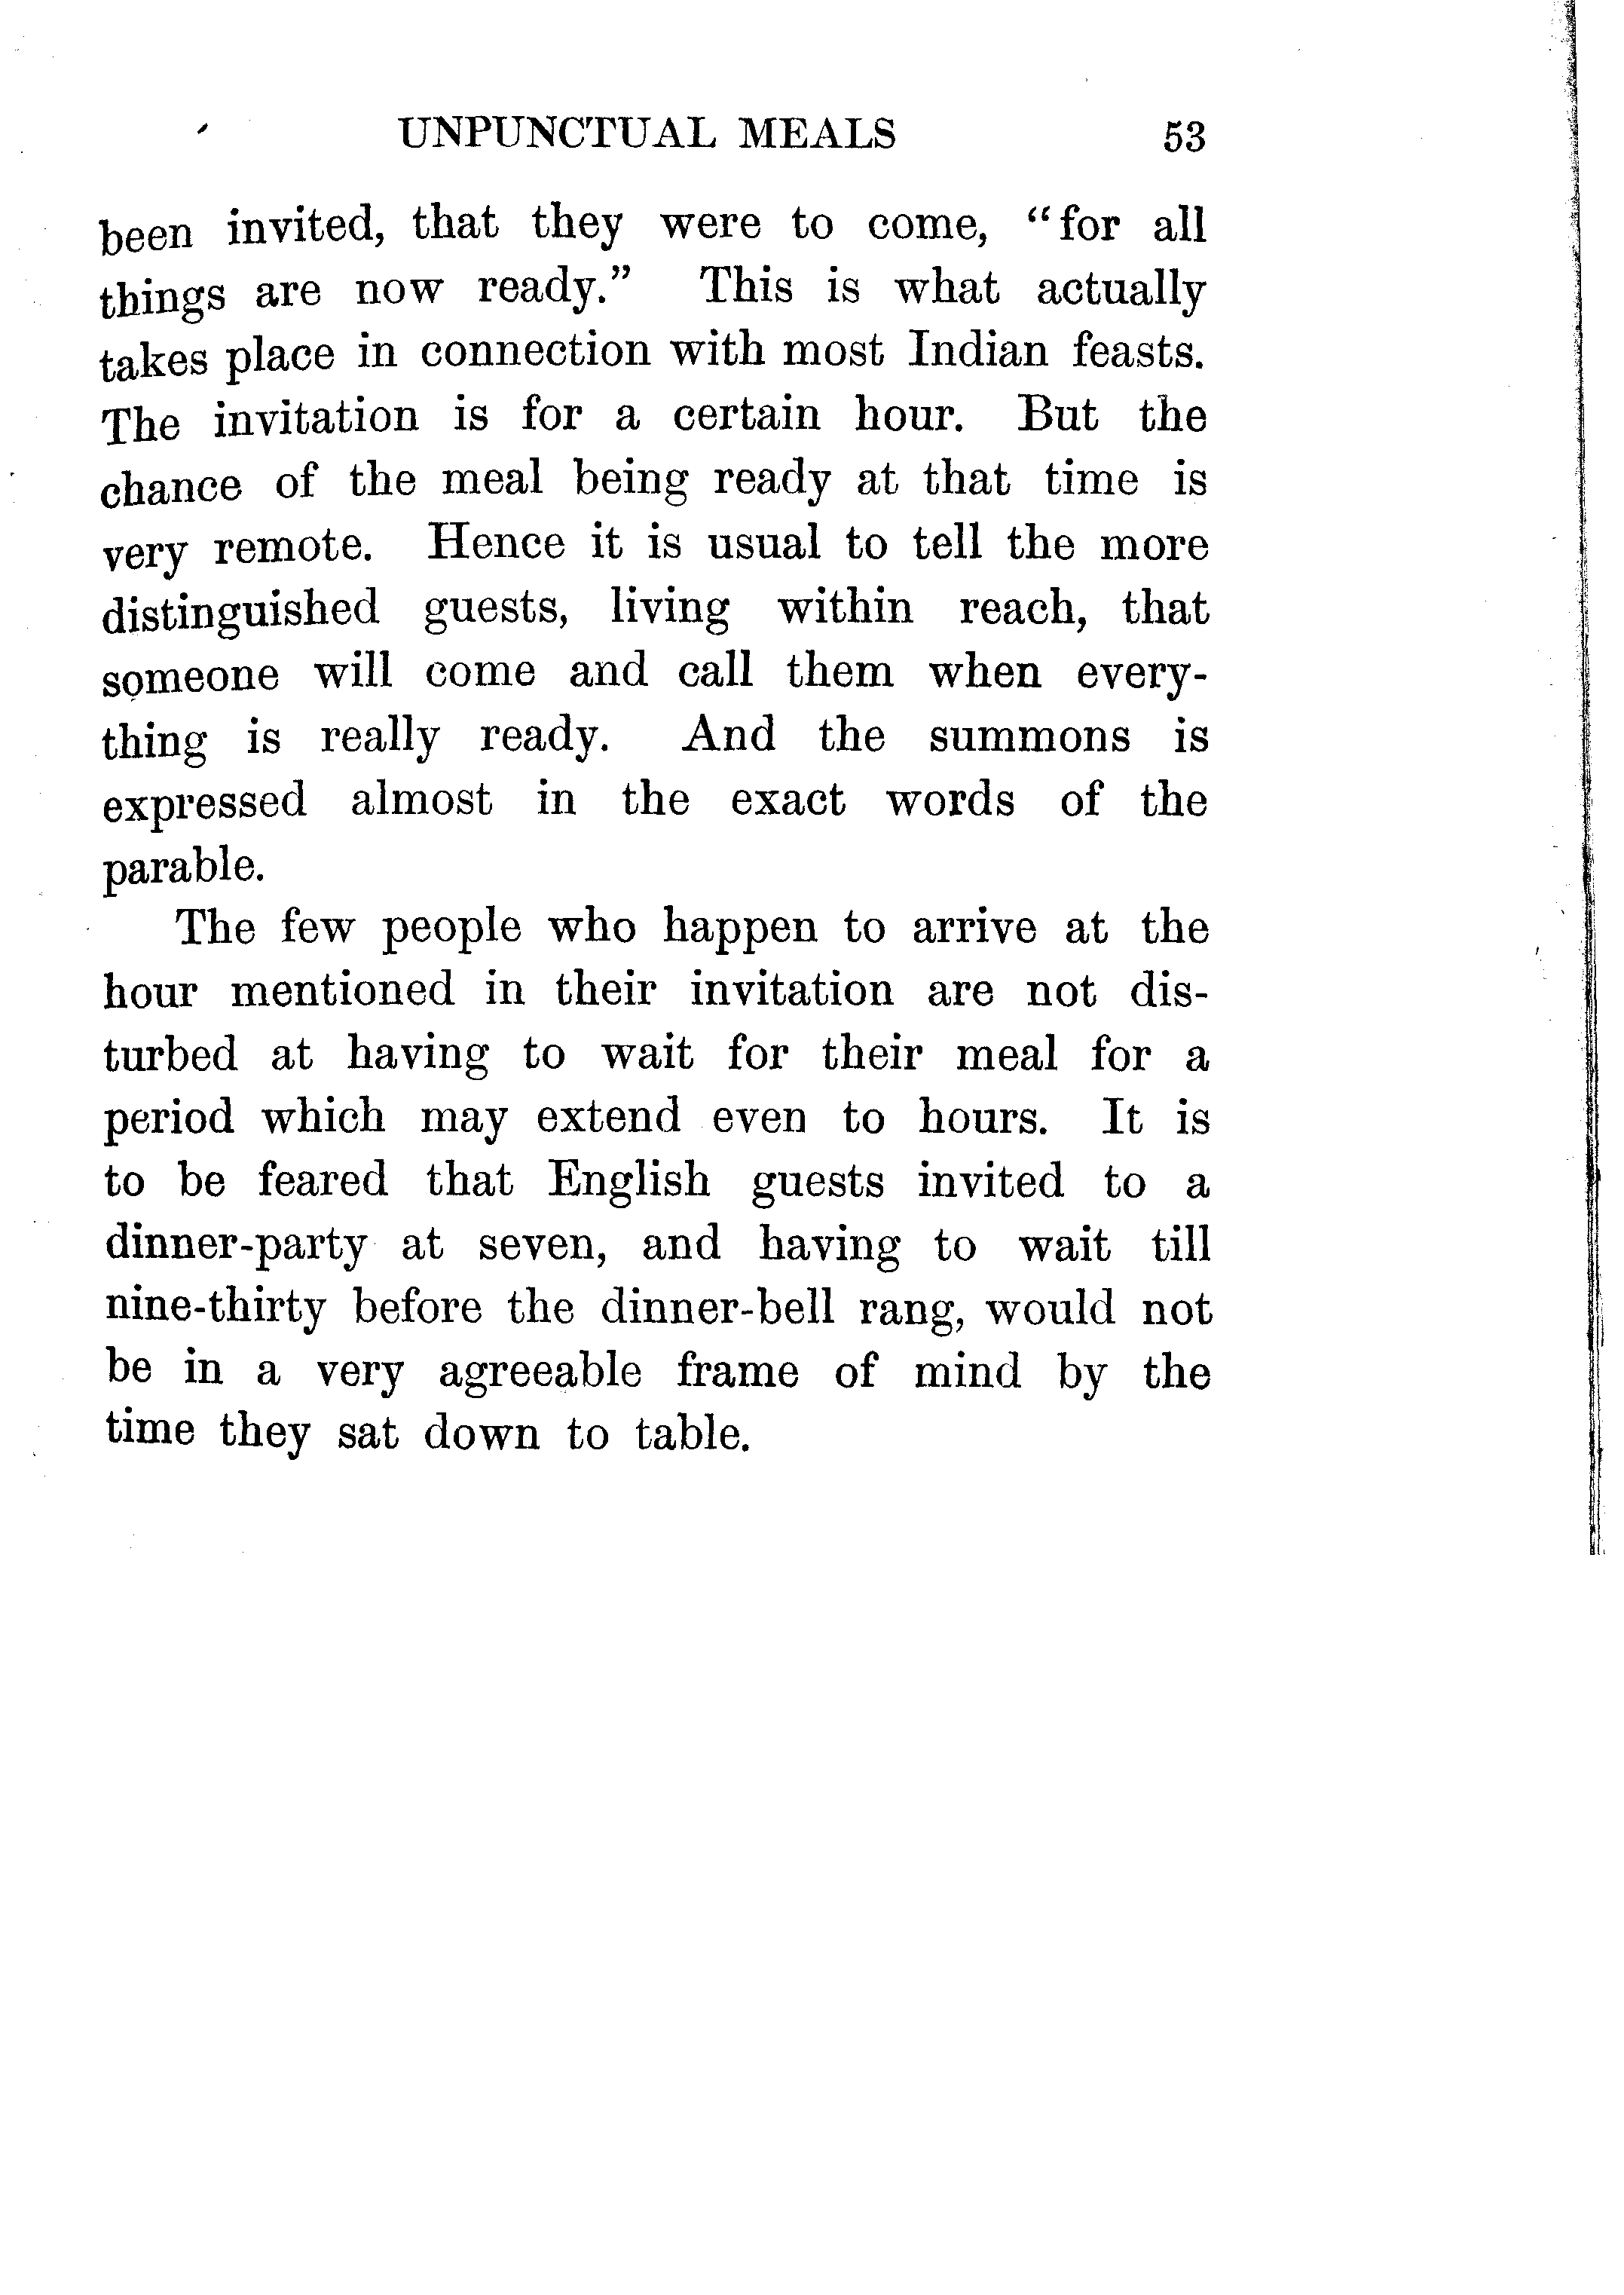 UNPUNCTUAL MEALS 53
been invited, that they were to come, “for all
things are now ready.” This is what actually
takes place in connection with most Indian feasts.
The invitation is for a certain hour. But the
chance of the meal being ready at that time is
very remote. Hence it is usual to tell the more
distinguished guests, living within reach, that
someone will come and call them when every-
thing is really ready. And the summons is
expressed almost in the exact words of the
parable.
The few people who happen to arrive at the
hour mentioned in their invitation are not dis-
turbed at having to wait for their meal for a
period which may extend even to hours. It is
to be feared that English guests invited to a
dinner-party at seven, and having to wait till
nine-thirty before the dinner-bell rang, would not
be in a very agreeable frame of mind by the
time they sat down to table.